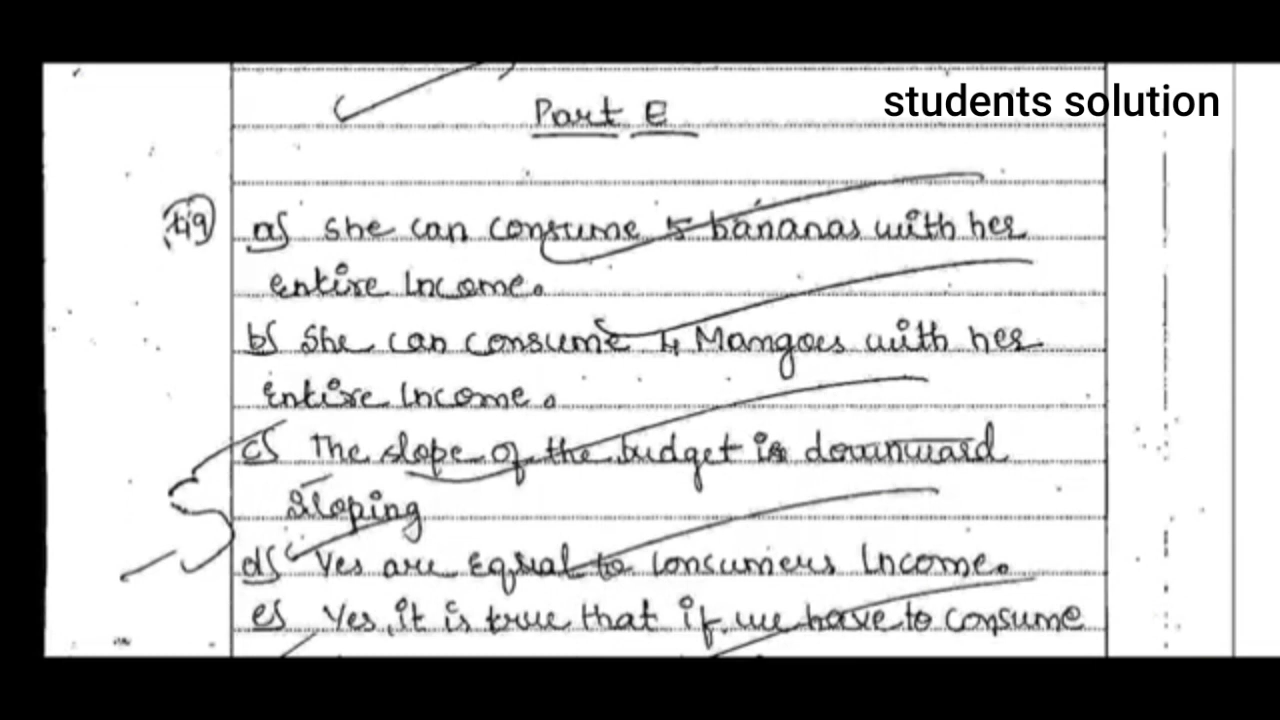 students solution
Part E
49
a) She can consume 5 bananas with her
entire Income.
b) She can consume 4 Mangoes with her
entire Income.
c) The slope of the budget is downward
sloping
d) Yes are equal to consumers Income.
e) Yes, it is true that if we have to consume